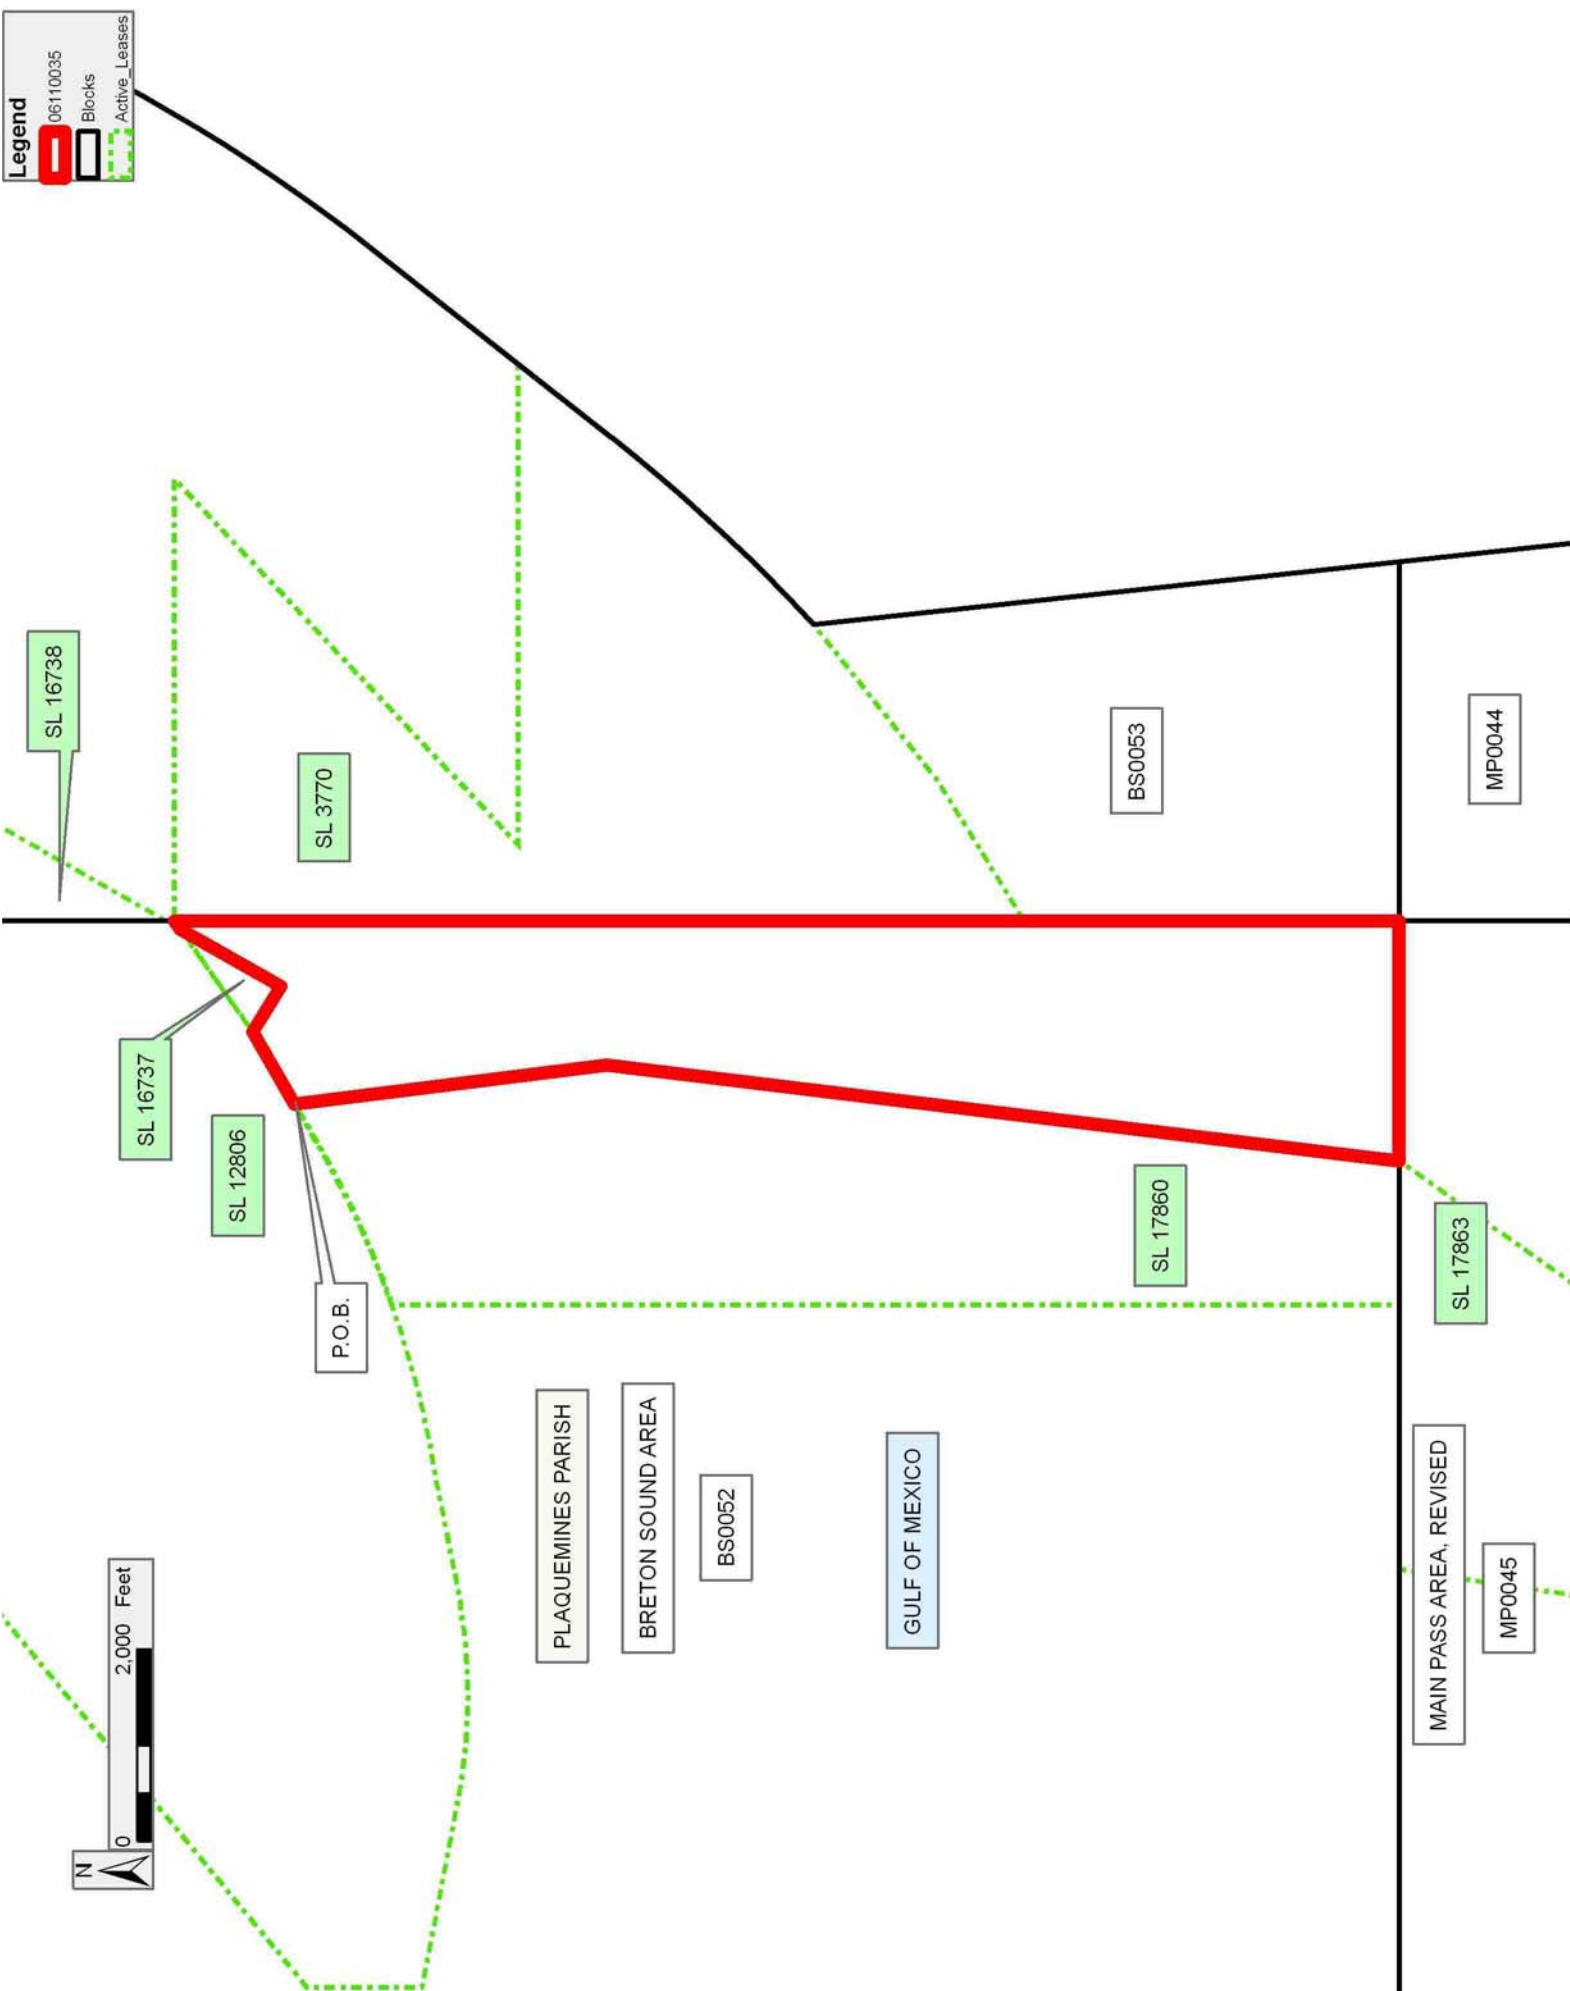 Legend
06110035
Blocks
Active_Leases
SL 16738
SL 3770
BS0053
MP0044
SL 16737
SL 12806
P.O.B.
SL 17860
SL 17863
PLAQUEMINES PARISH
BRETON SOUND AREA
BS0052
GULF OF MEXICO
MAIN PASS AREA, REVISED
MP0045
N
0 2,000 Feet